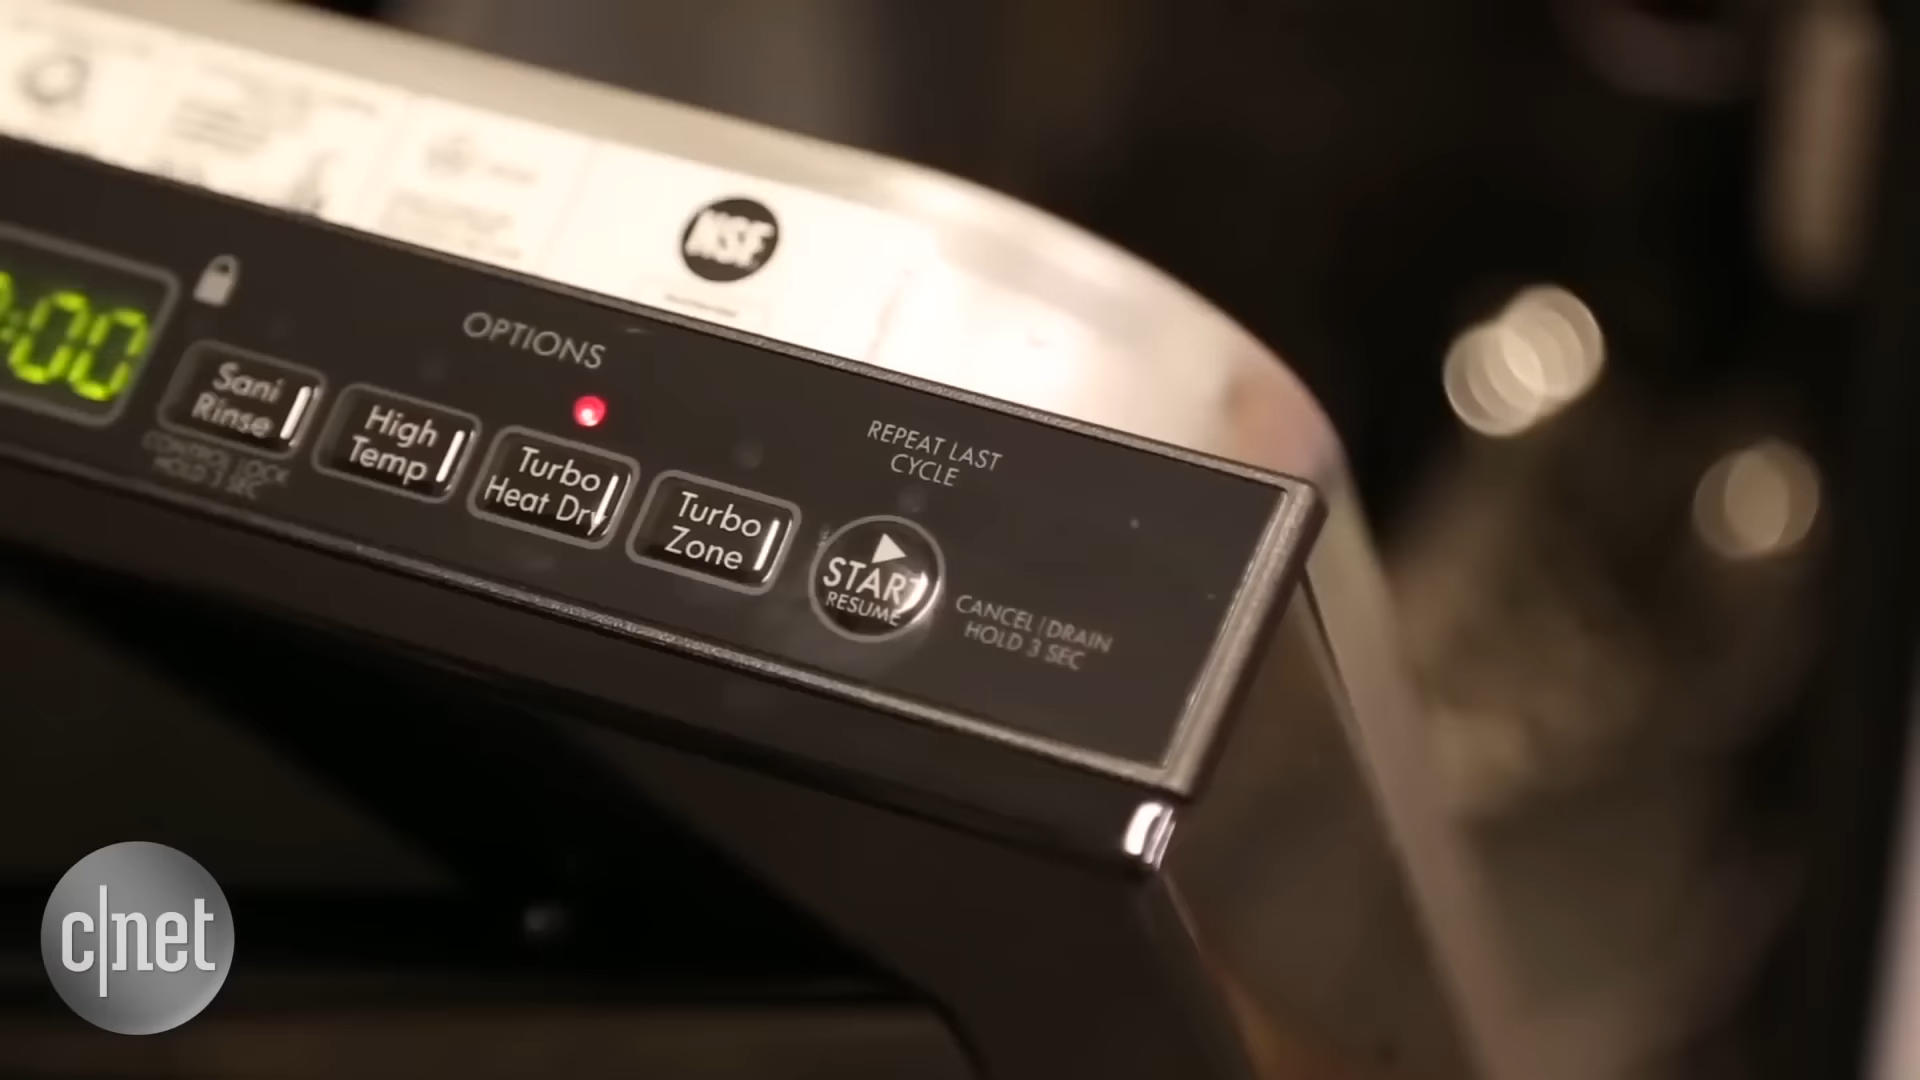 NSF
:00
OPTIONS
Sani
Rinse
CONTROL LOCK
HOLD 3 SEC
High
Temp
Turbo
Heat Dry
Turbo
Zone
REPEAT LAST
CYCLE
START
RESUME
CANCEL | DRAIN
HOLD 3 SEC
c|net